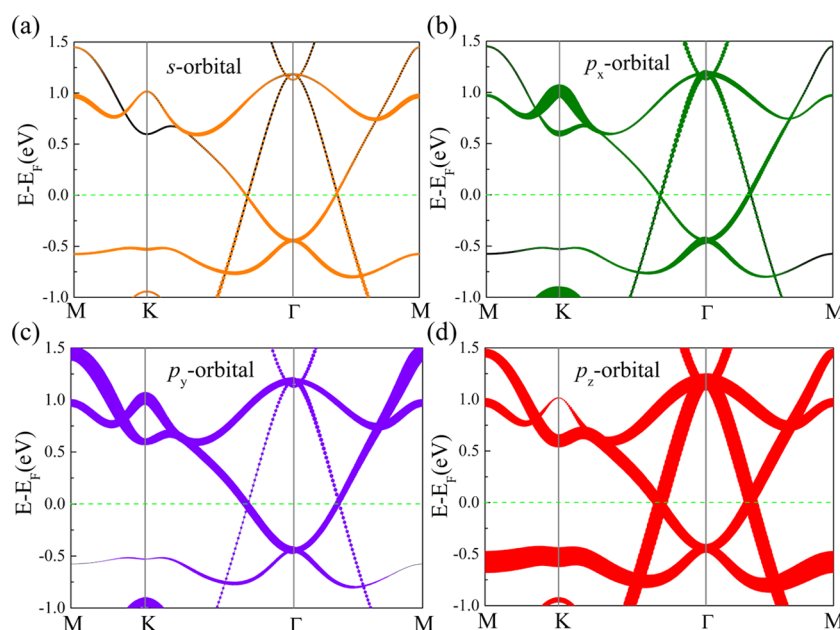 (a)
s-orbital
E-E_F(eV)
1.5
1.0
0.5
0.0
-0.5
-1.0
M K Γ M
(b)
p_x-orbital
E-E_F(eV)
1.5
1.0
0.5
0.0
-0.5
-1.0
M K Γ M
(c)
p_y-orbital
E-E_F(eV)
1.5
1.0
0.5
0.0
-0.5
-1.0
M K Γ M
(d)
p_z-orbital
E-E_F(eV)
1.5
1.0
0.5
0.0
-0.5
-1.0
M K Γ M